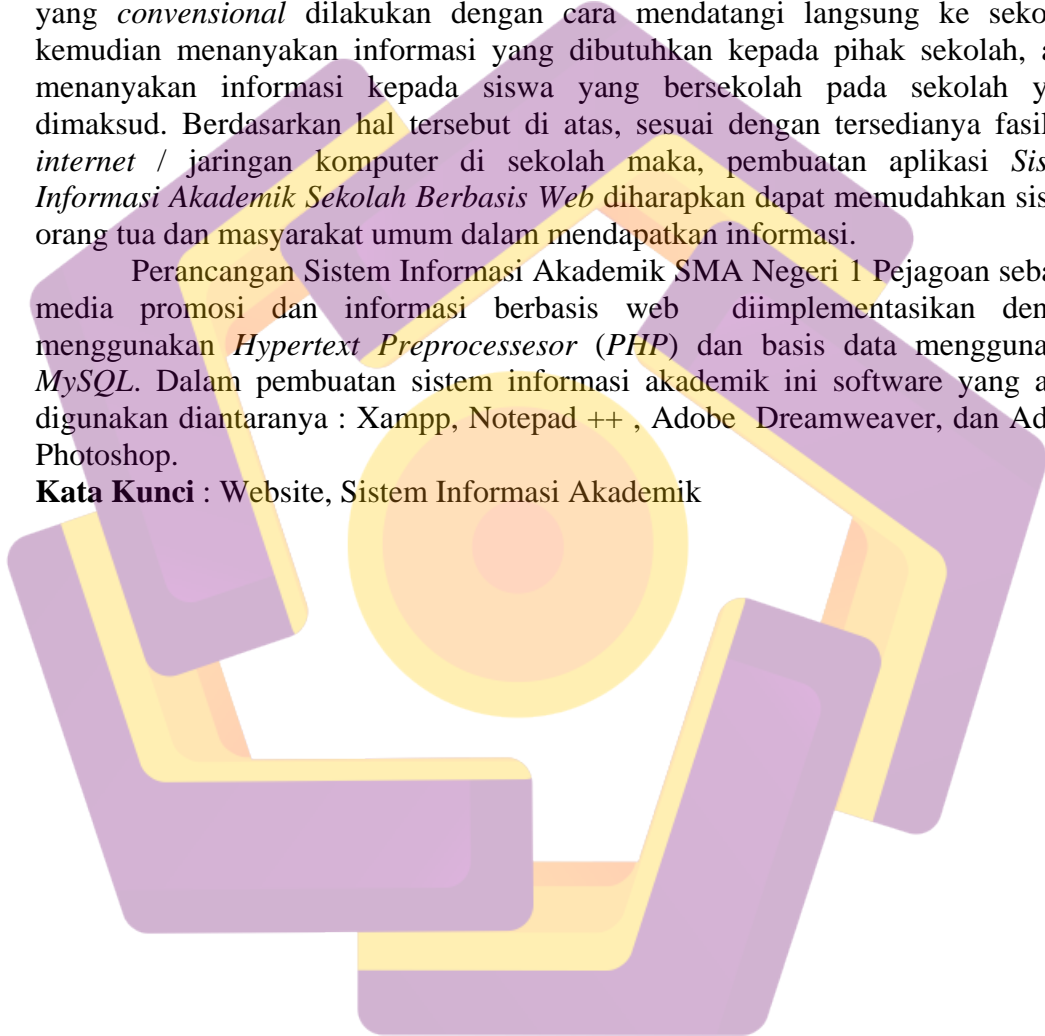 yang convensional dilakukan dengan cara mendatangi langsung ke seko
kemudian menanyakan informasi yang dibutuhkan kepada pihak sekolah, a
menanyakan informasi kepada siswa yang bersekolah pada sekolah y
dimaksud. Berdasarkan hal tersebut di atas, sesuai dengan tersedianya fasil
internet / jaringan komputer di sekolah maka, pembuatan aplikasi Sis
Informasi Akademik Sekolah Berbasis Web diharapkan dapat memudahkan sis
orang tua dan masyarakat umum dalam mendapatkan informasi.
Perancangan Sistem Informasi Akademik SMA Negeri 1 Pejagoan seba
media promosi dan informasi berbasis web diimplementasikan den
menggunakan Hypertext Preprocessesor (PHP) dan basis data mengguna
MySQL. Dalam pembuatan sistem informasi akademik ini software yang a
digunakan diantaranya : Xampp, Notepad ++ , Adobe Dreamweaver, dan Ad
Photoshop.
Kata Kunci : Website, Sistem Informasi Akademik